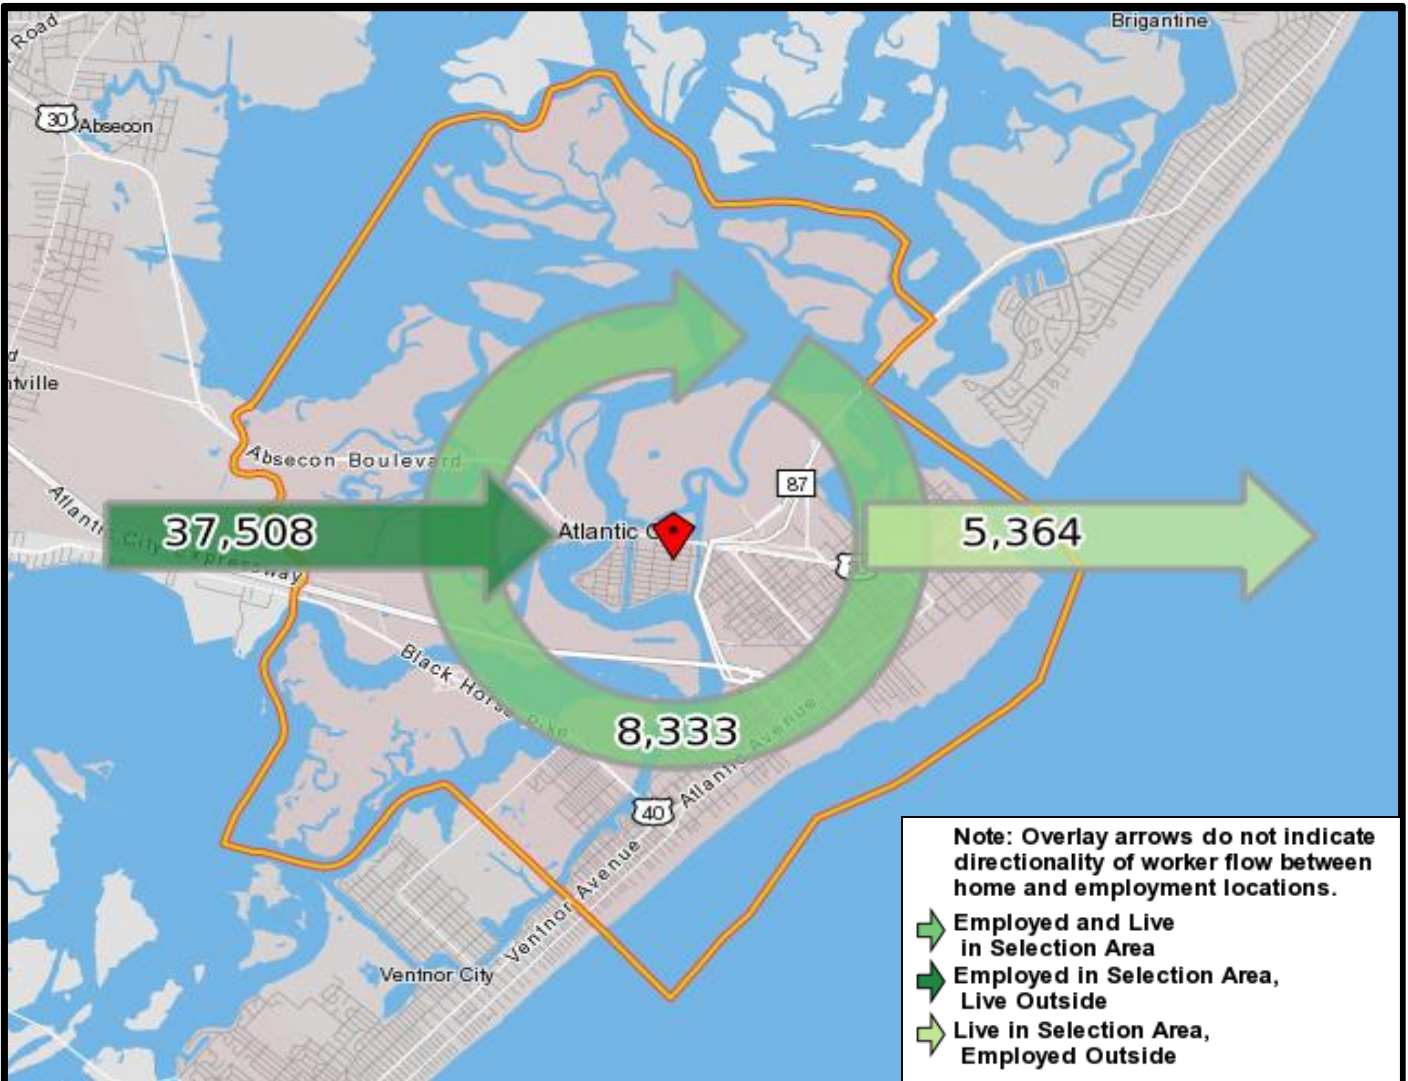 Road
Brigantine
30
Absecon
d
ntville
Absecon Boulevard
87
Atlantic City Expressway
37,508
Atlantic C
5,364
Black Horse Pike
8,333
Atlantic Avenue
40
Ventnor Avenue
Ventnor City
Note: Overlay arrows do not indicate
directionality of worker flow between
home and employment locations.
Employed and Live
in Selection Area
Employed in Selection Area,
Live Outside
Live in Selection Area,
Employed Outside